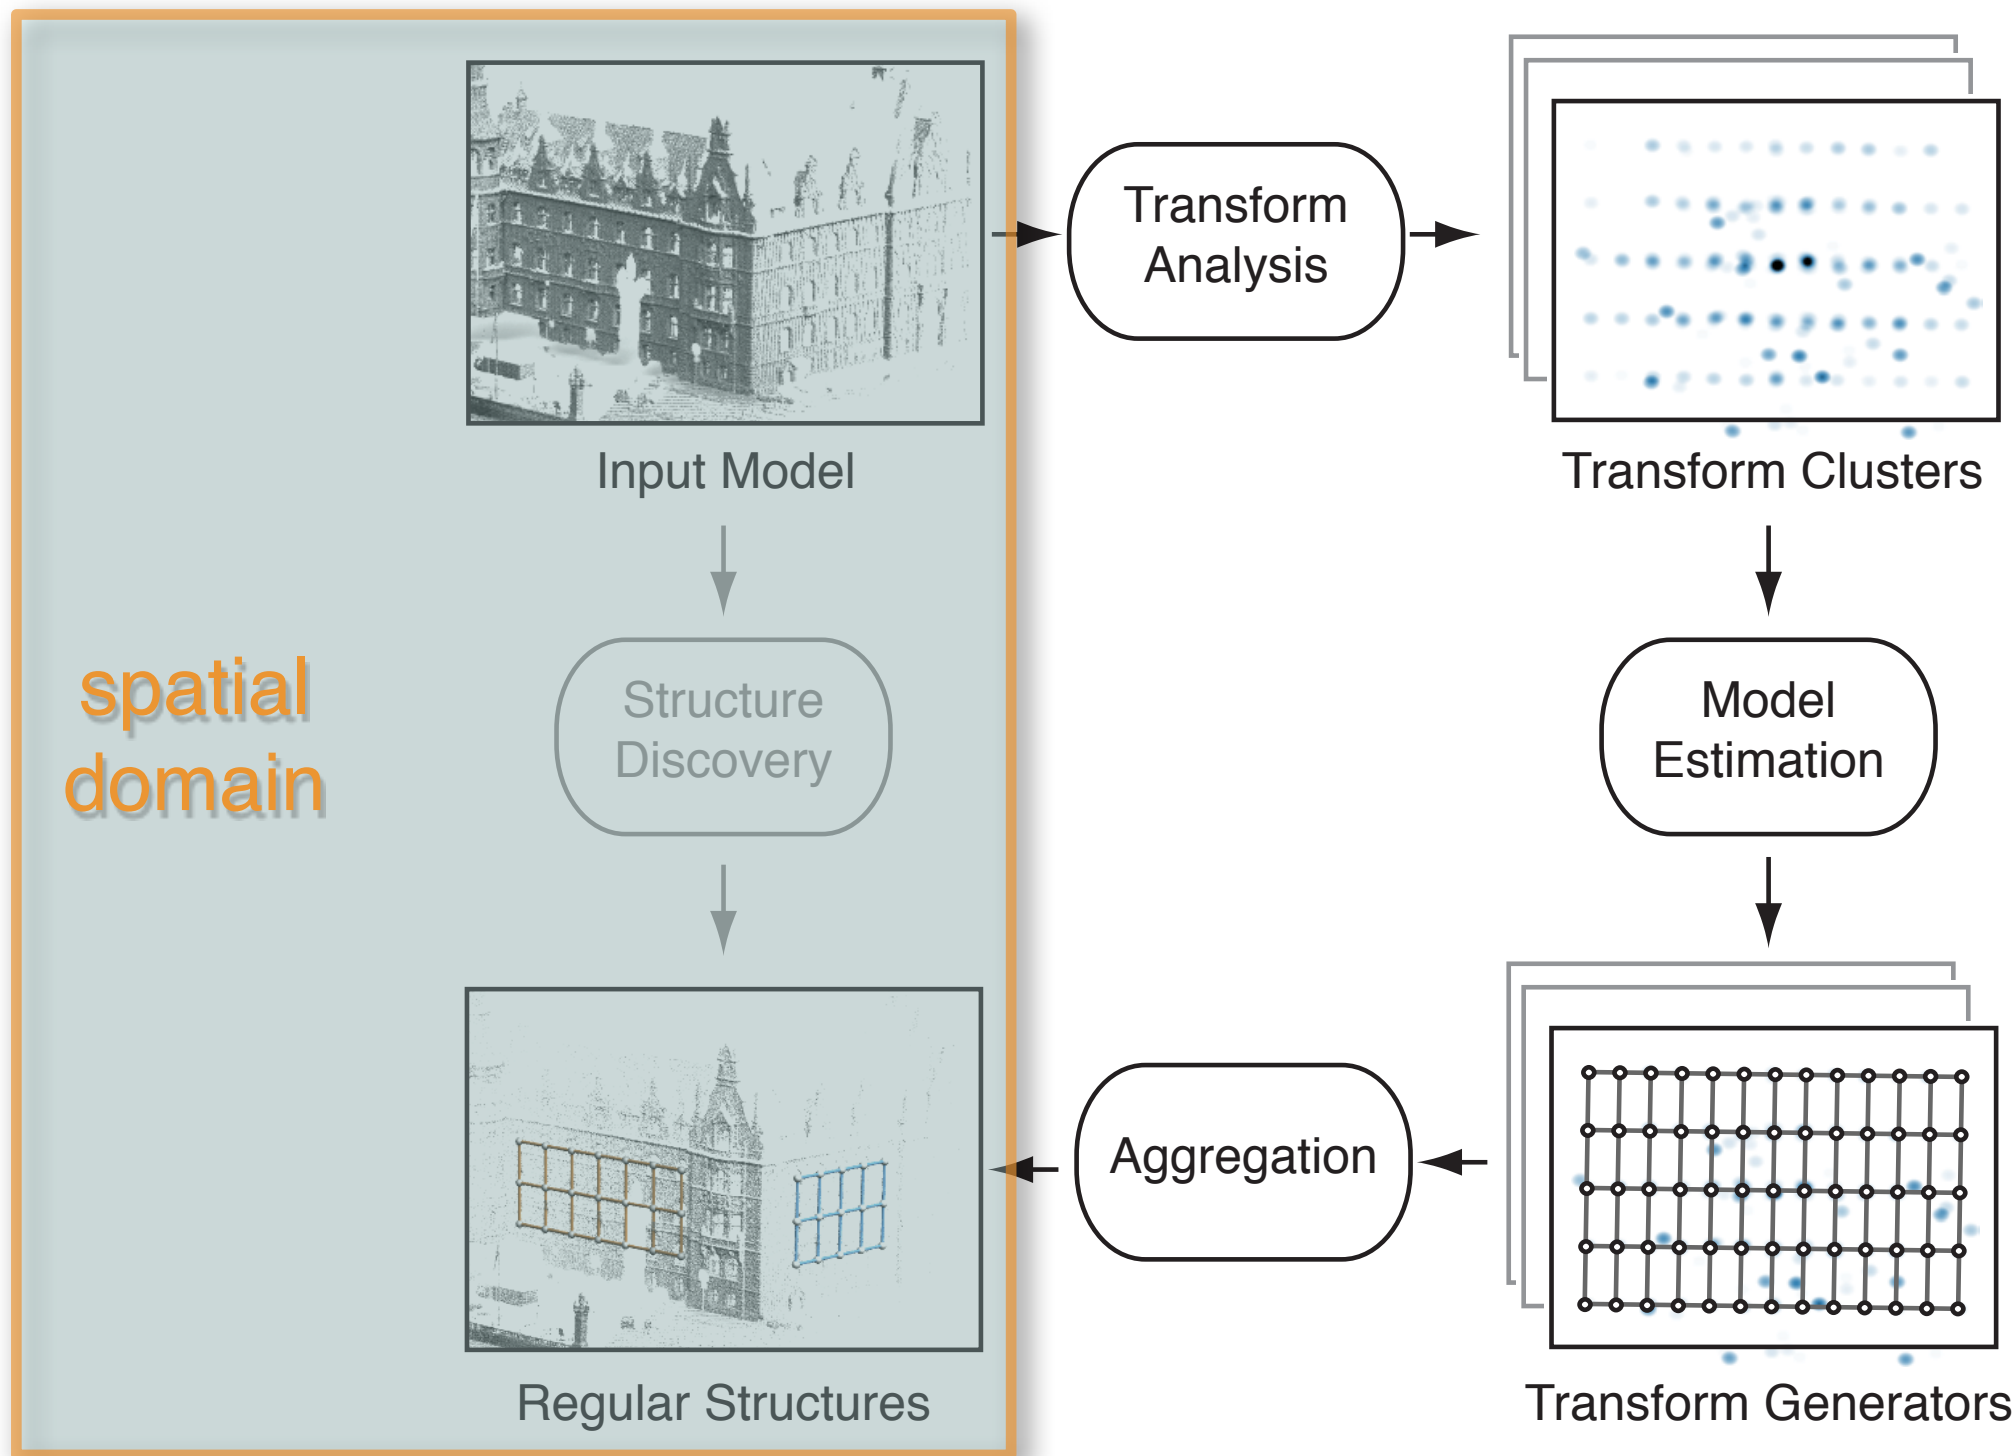 Transform
Analysis
Input Model
Transform Clusters
spatial
domain
Structure
Discovery
Model
Estimation
Aggregation
Regular Structures
Transform Generators